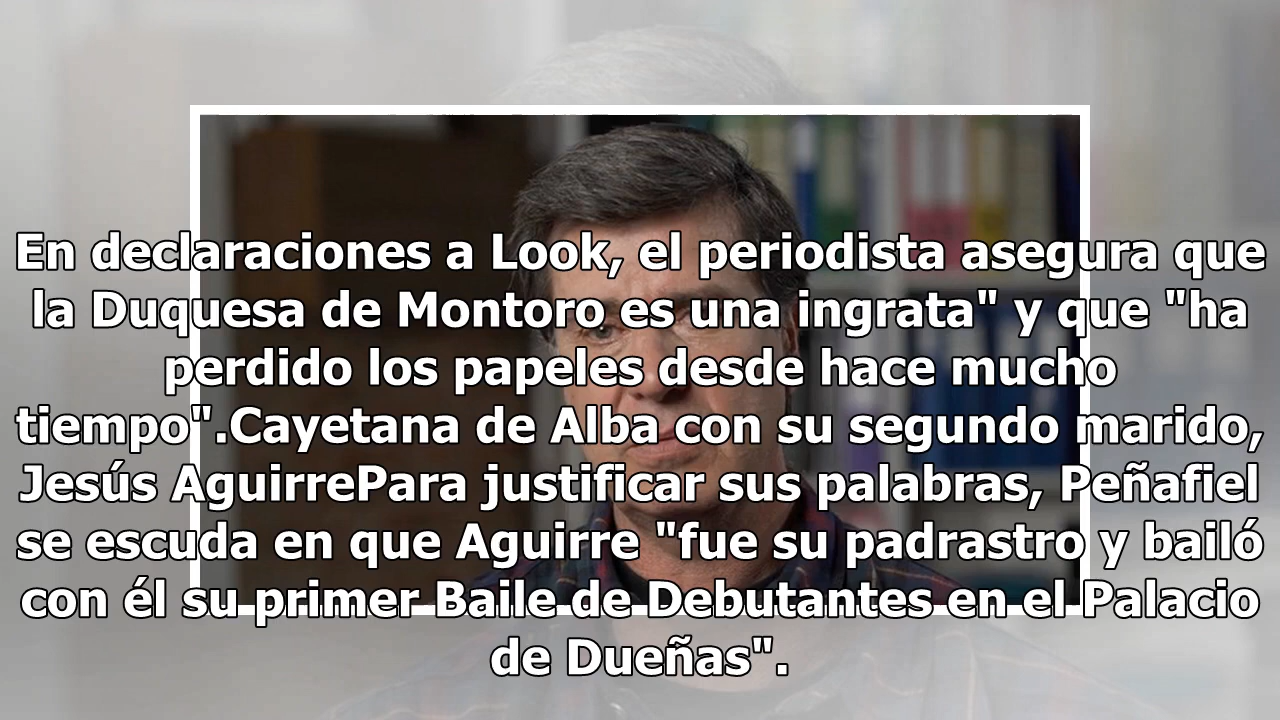 En declaraciones a Look, el periodista asegura que
la Duquesa de Montoro es una ingrata" y que "ha
perdido los papeles desde hace mucho
tiempo".Cayetana de Alba con su segundo marido,
Jesús AguirrePara justificar sus palabras, Peñafiel
se escuda en que Aguirre "fue su padrastro y bailó
con él su primer Baile de Debutantes en el Palacio
de Dueñas".